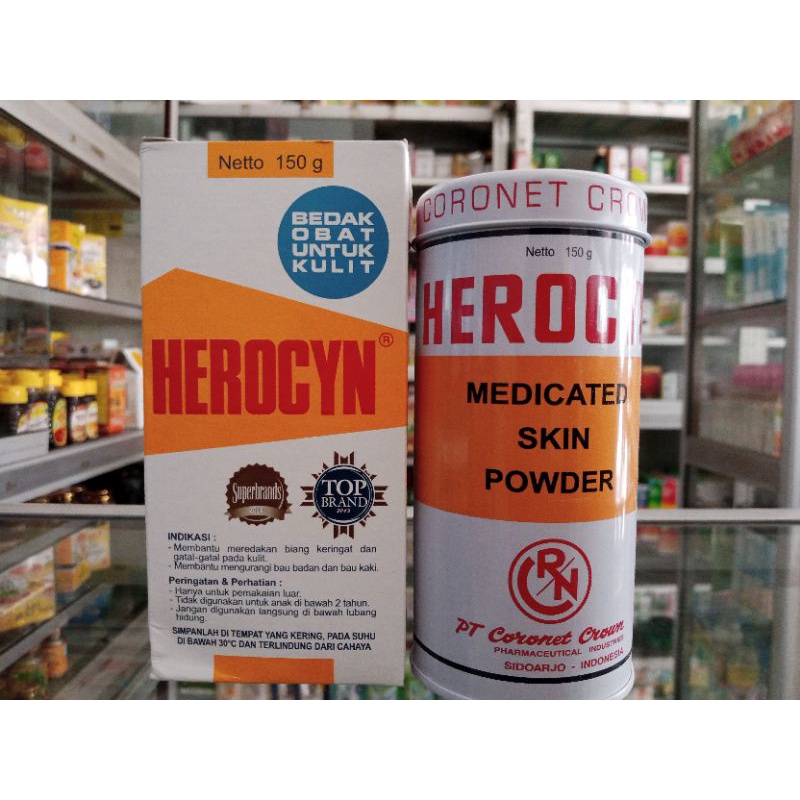 Netto 150 g
BEDAK
OBAT
UNTUK
KULIT
HEROCYN®
Superbrands
TOP
BRAND
INDIKASI :
- Membantu meredakan biang keringat dan
gatal-gatal pada kulit.
- Membantu mengurangi bau badan dan bau kaki.
Peringatan & Perhatian :
- Hanya untuk pemakaian luar.
- Tidak digunakan untuk anak di bawah 2 tahun.
- Jangan digunakan langsung di bawah lubang
hidung.
SIMPANLAH DI TEMPAT YANG KERING, PADA SUHU
DI BAWAH 30°C DAN TERLINDUNG DARI CAHAYA
CORONET CROW
Netto 150 g
HEROCY
MEDICATED
SKIN
POWDER
CRN
PT Coronet Crown
PHARMACEUTICAL INDUSTRIES
SIDOARJO - INDONESIA